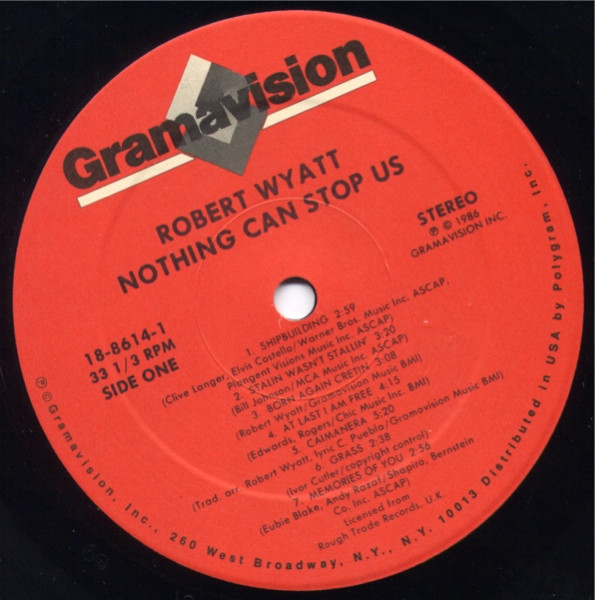 Gramavision
ROBERT WYATT
NOTHING CAN STOP US
STEREO
℗ © 1986
GRAMAVISION INC.
18-8614-1
33 1/3 RPM
SIDE ONE
1. SHIPBUILDING 2:59
(Clive Langer, Elvis Costello/Warner Bros. Music Inc. ASCAP,
Plengent Visions Music Inc. ASCAP)
2. STALIN WASN'T STALLIN' 3:20
(Bill Johnson/MCA Music Inc. ASCAP)
3. BORN AGAIN CRETIN 3:08
(Robert Wyatt/Gramavision Music BMI)
4. AT LAST I AM FREE 4:15
(Edwards, Rogers/Chic Music Inc. BMI)
5. CAIMANERA 5:20
(Trad. arr. Robert Wyatt, lyric C. Puebla/Gramavision Music BMI)
6. GRASS 2:38
(Ivor Cutler/copyright control)
7. MEMORIES OF YOU 2:56
(Eubie Blake, Andy Razaf/Shapiro, Bernstein
Co. Inc. ASCAP)
Licensed from
Rough Trade Records, U.K.
℗ © Gramavision, Inc., 260 West Broadway, N.Y., N.Y. 10013 Distributed in USA by Polygram, Inc.